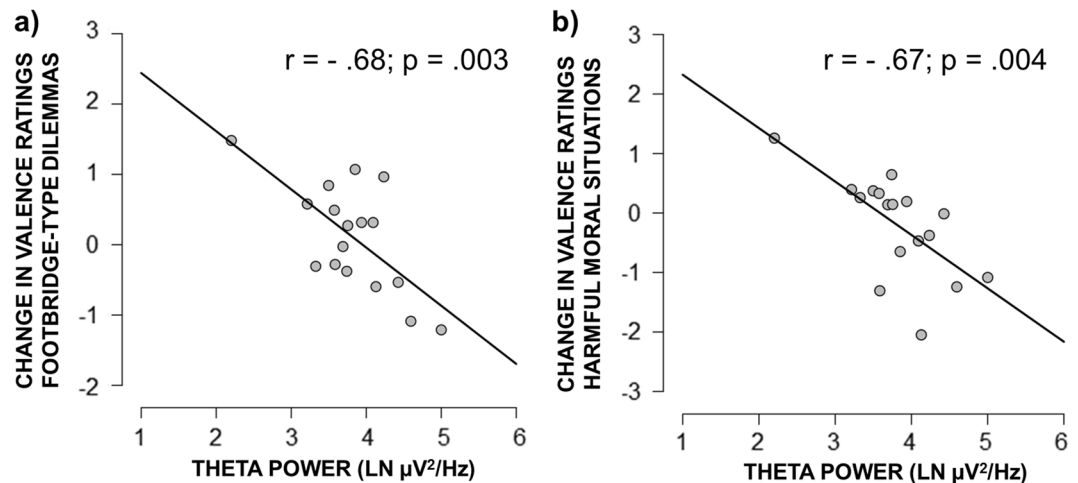 a)
CHANGE IN VALENCE RATINGS
FOOTBRIDGE-TYPE DILEMMAS
3
2
1
0
-1
-2
r = - .68; p = .003
1 2 3 4 5 6
THETA POWER (LN µV²/Hz)
b)
CHANGE IN VALENCE RATINGS
HARMFUL MORAL SITUATIONS
3
2
1
0
-1
-2
-3
r = - .67; p = .004
1 2 3 4 5 6
THETA POWER (LN µV²/Hz)